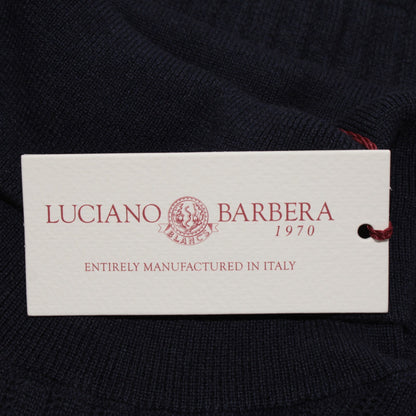 LUCIANO BARBERA
1970
ENTIRELY MANUFACTURED IN ITALY